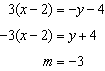 3(x − 2) = −y − 4
−3(x − 2) = y + 4
m = −3